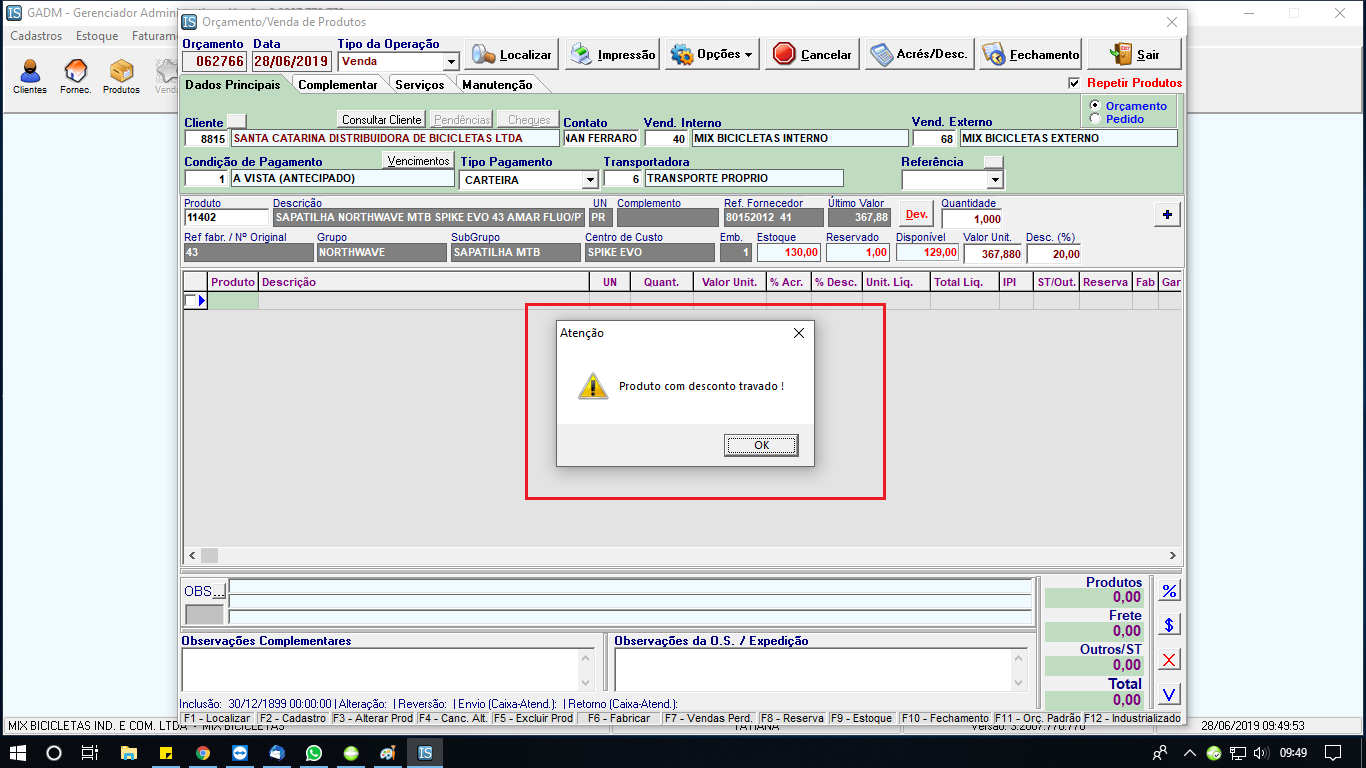 GADM - Gerenciador Admini
Cadastros Estoque Faturam
Clientes Fornec. Produtos Venda
Orçamento/Venda de Produtos
Orçamento Data Tipo da Operação
062766 28/06/2019 Venda
Localizar Impressão Opções Cancelar Acrés/Desc. Fechamento Sair
Dados Principais Complementar Serviços Manutenção Repetir Produtos
Orçamento
Pedido
Cliente Consultar Cliente Pendências Cheques Contato Vend. Interno Vend. Externo
8815 SANTA CATARINA DISTRIBUIDORA DE BICICLETAS LTDA NAN FERRARO 40 MIX BICICLETAS INTERNO 68 MIX BICICLETAS EXTERNO
Condição de Pagamento Vencimentos Tipo Pagamento Transportadora Referência
1 A VISTA (ANTECIPADO) CARTEIRA 6 TRANSPORTE PROPRIO
Produto Descrição UN Complemento Ref. Fornecedor Último Valor Dev. Quantidade
11402 SAPATILHA NORTHWAVE MTB SPIKE EVO 43 AMAR FLUO/P PR 80152012 41 367,88 1,000 +
Ref fabr. / Nº Original Grupo SubGrupo Centro de Custo Emb. Estoque Reservado Disponível Valor Unit. Desc. (%)
43 NORTHWAVE SAPATILHA MTB SPIKE EVO 1 130,00 1,00 129,00 367,880 20,00
Produto Descrição UN Quant. Valor Unit. % Acr. % Desc. Unit. Líq. Total Liq. IPI ST/Out. Reserva Fab Gar
Atenção
Produto com desconto travado !
OK
OBS...
Produtos
0,00 %
Frete
0,00 $
Outros/ST
0,00 X
Total
0,00 V
Observações Complementares Observações da O.S. / Expedição
Inclusão: 30/12/1899 00:00:00 | Alteração: | Reversão: | Envio (Caixa-Atend.): | Retorno (Caixa-Atend.):
F1 - Localizar F2 - Cadastro F3 - Alterar Prod F4 - Canc. Alt. F5 - Excluir Prod F6 - Fabricar F7 - Vendas Perd. F8 - Reserva F9 - Estoque F10 - Fechamento F11 - Orç. Padrão F12 - Industrializado
MIX BICICLETAS IND. E COM. LTDA - MIX BICICLETAS TATIANA Versão: 3.2007.770.770 28/06/2019 09:49:53
09:49